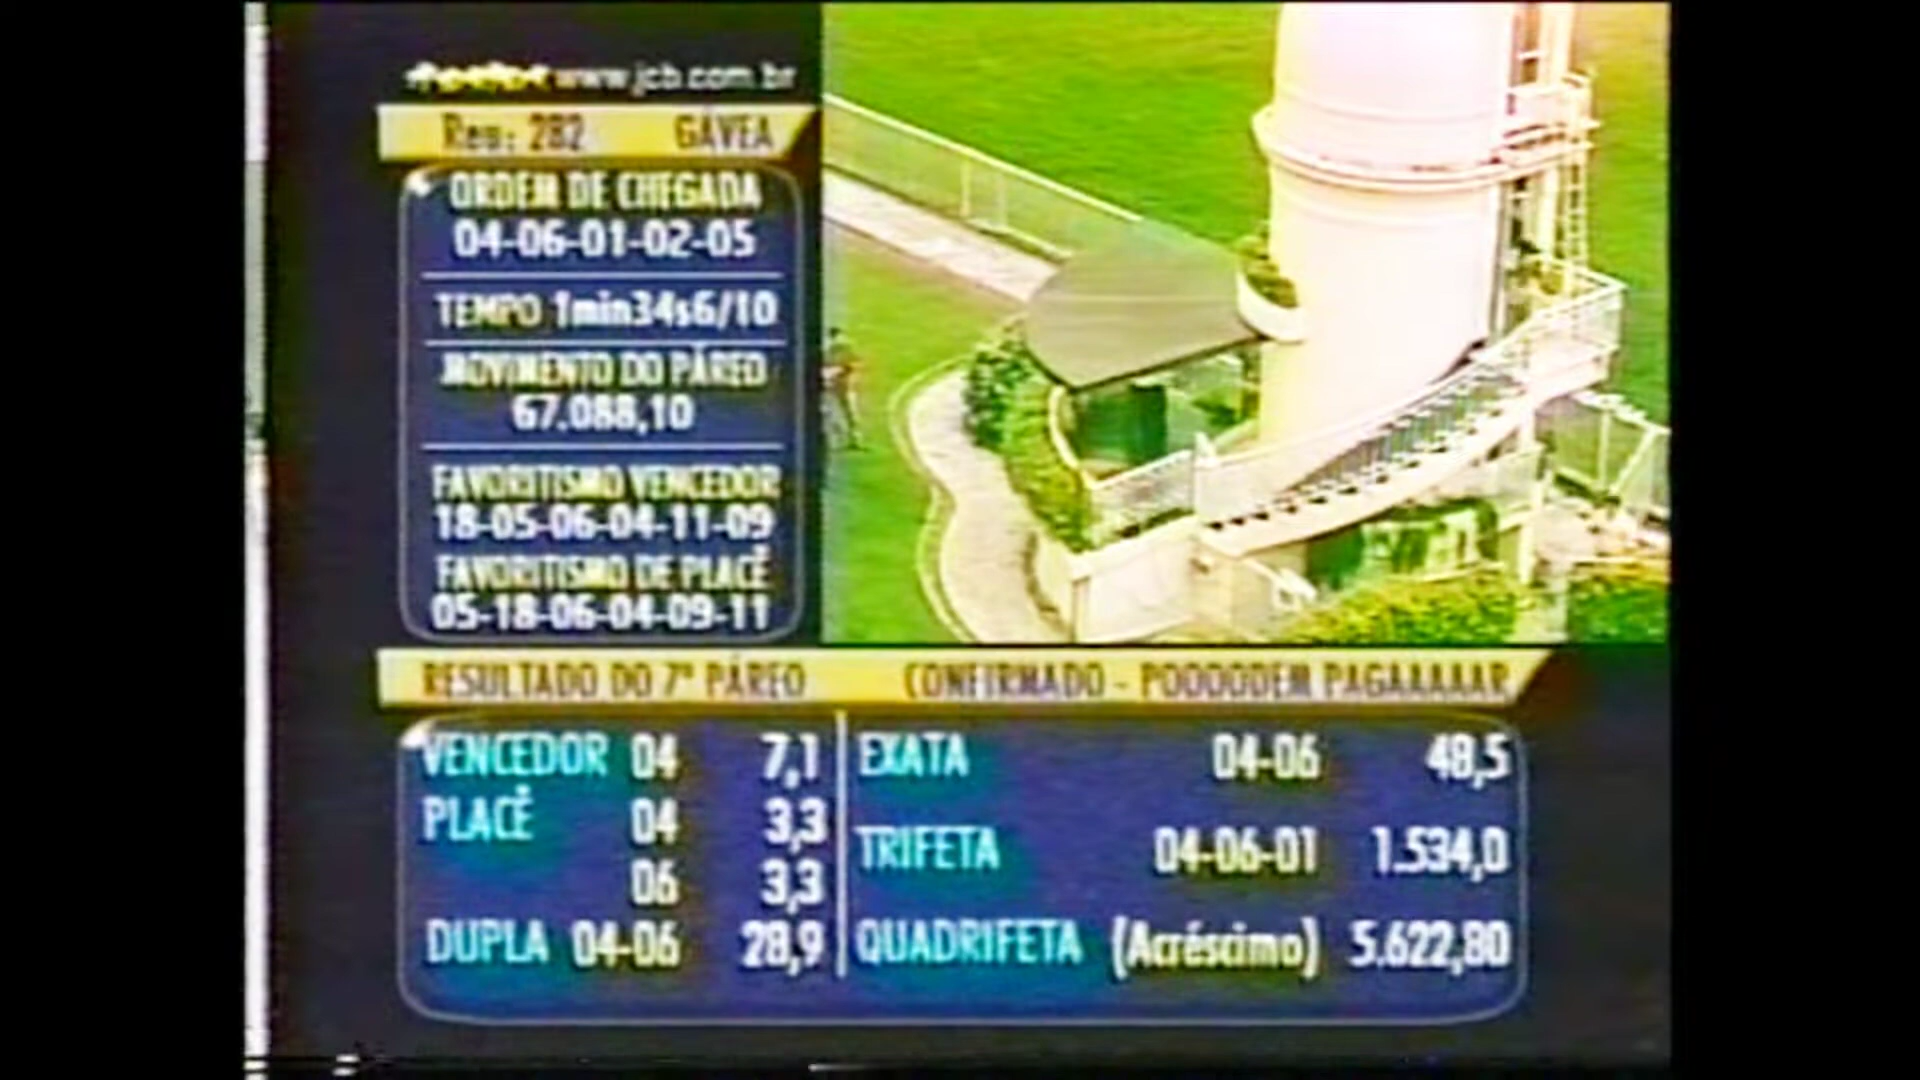 www.jcb.com.br
Reu: 282 GÁVEA
ORDEM DE CHEGADA
04-06-01-02-05
TEMPO 1min34s6/10
MOVIMENTO DO PÁREO
67.088,10
FAVORITISMO VENCEDOR
18-05-06-04-11-09
FAVORITISMO DE PLACÊ
05-18-06-04-09-11
RESULTADO DO 7º PÁREO CONFIRMADO - POOOODEM PAGAAAAAR
VENCEDOR 04 7,1
PLACÊ 04 3,3
06 3,3
DUPLA 04-06 28,9
EXATA 04-06 48,5
TRIFETA 04-06-01 1.534,0
QUADRIFETA (Acréscimo) 5.622,80